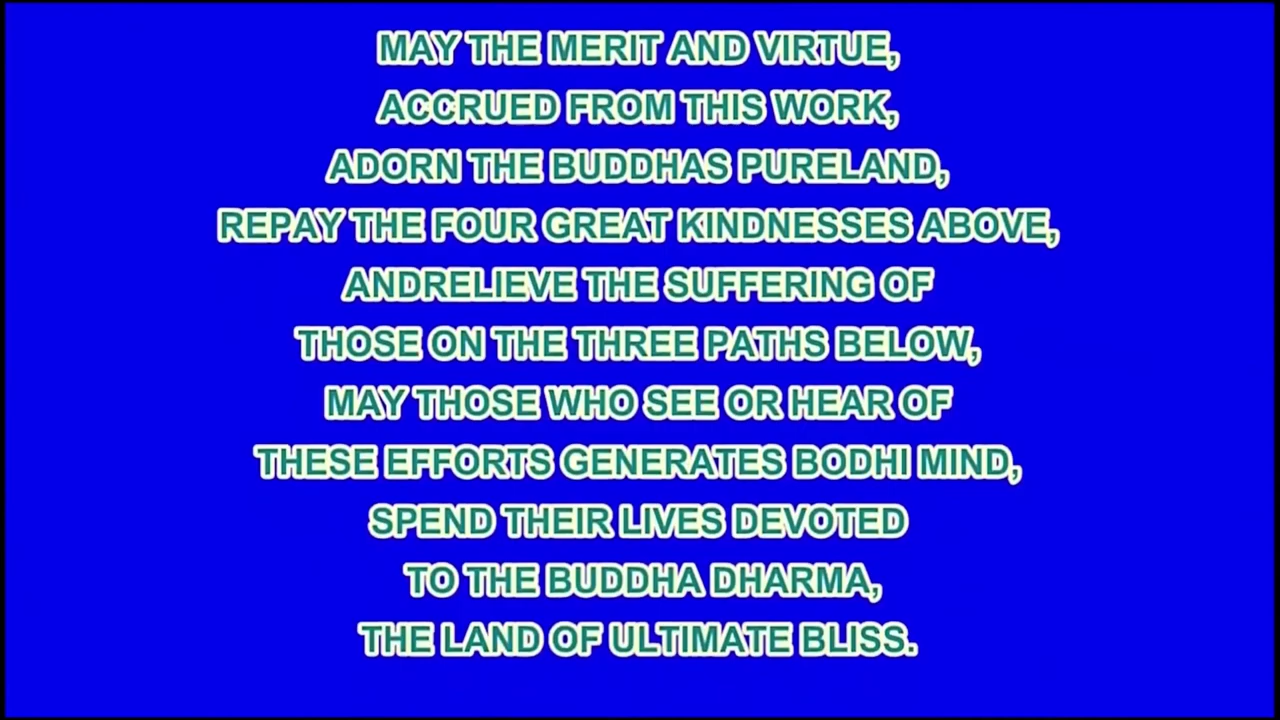 MAY THE MERIT AND VIRTUE,
ACCRUED FROM THIS WORK,
ADORN THE BUDDHAS PURELAND,
REPAY THE FOUR GREAT KINDNESSES ABOVE,
ANDRELIEVE THE SUFFERING OF
THOSE ON THE THREE PATHS BELOW,
MAY THOSE WHO SEE OR HEAR OF
THESE EFFORTS GENERATES BODHI MIND,
SPEND THEIR LIVES DEVOTED
TO THE BUDDHA DHARMA,
THE LAND OF ULTIMATE BLISS.